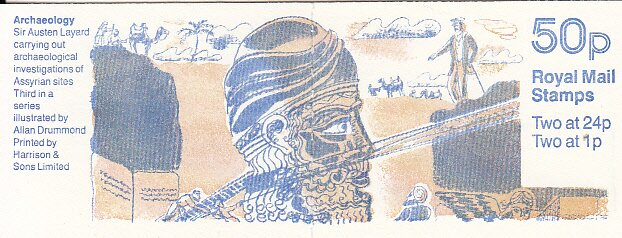 Archaeology
Sir Austen Layard
carrying out
archaeological
investigations of
Assyrian sites
Third in a
series
illustrated by
Allan Drummond
Printed by
Harrison &
Sons Limited
50p
Royal Mail
Stamps
Two at 24p
Two at 1p